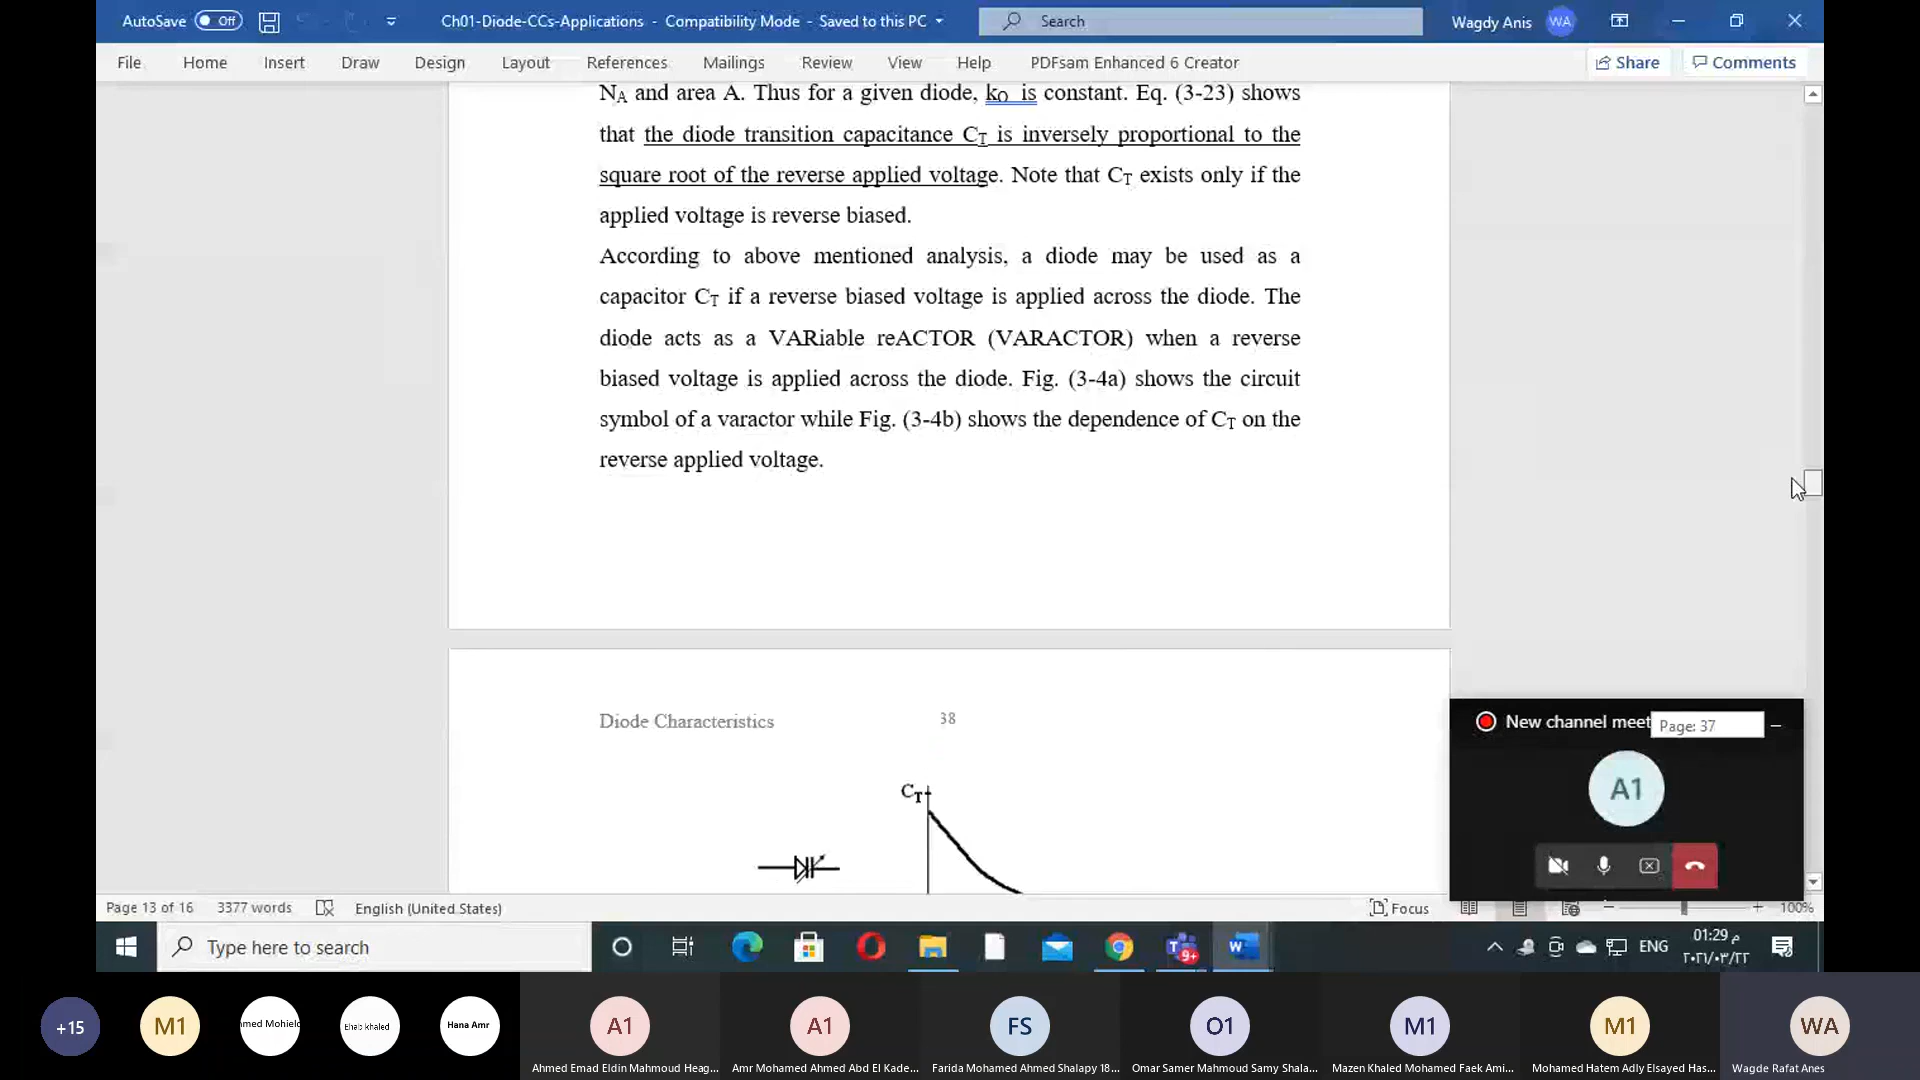 AutoSave Off Ch01-Diode-CCs-Applications - Compatibility Mode - Saved to this PC Search Wagdy Anis WA
File Home Insert Draw Design Layout References Mailings Review View Help PDFsam Enhanced 6 Creator Share Comments
NA and area A. Thus for a given diode, kO is constant. Eq. (3-23) shows
that the diode transition capacitance CT is inversely proportional to the
square root of the reverse applied voltage. Note that CT exists only if the
applied voltage is reverse biased.
According to above mentioned analysis, a diode may be used as a
capacitor CT if a reverse biased voltage is applied across the diode. The
diode acts as a VARiable reACTOR (VARACTOR) when a reverse
biased voltage is applied across the diode. Fig. (3-4a) shows the circuit
symbol of a varactor while Fig. (3-4b) shows the dependence of CT on the
reverse applied voltage.
Diode Characteristics 38
CT
New channel meet
Page: 37
A1
Page 13 of 16 3377 words English (United States) Focus 100%
Type here to search 9+ ENG 01:29 م
٢٠٢١/٠٣/٢٢
+15 M1 Ehab khaled Hana Amr A1 A1 FS O1 M1 M1 WA
Ahmed Emad Eldin Mahmoud Heag... Amr Mohamed Ahmed Abd El Kade... Farida Mohamed Ahmed Shalapy 18... Omar Samer Mahmoud Samy Shala... Mazen Khaled Mohamed Faek Ami... Mohamed Hatem Adly Elsayed Has... Wagde Rafat Anes